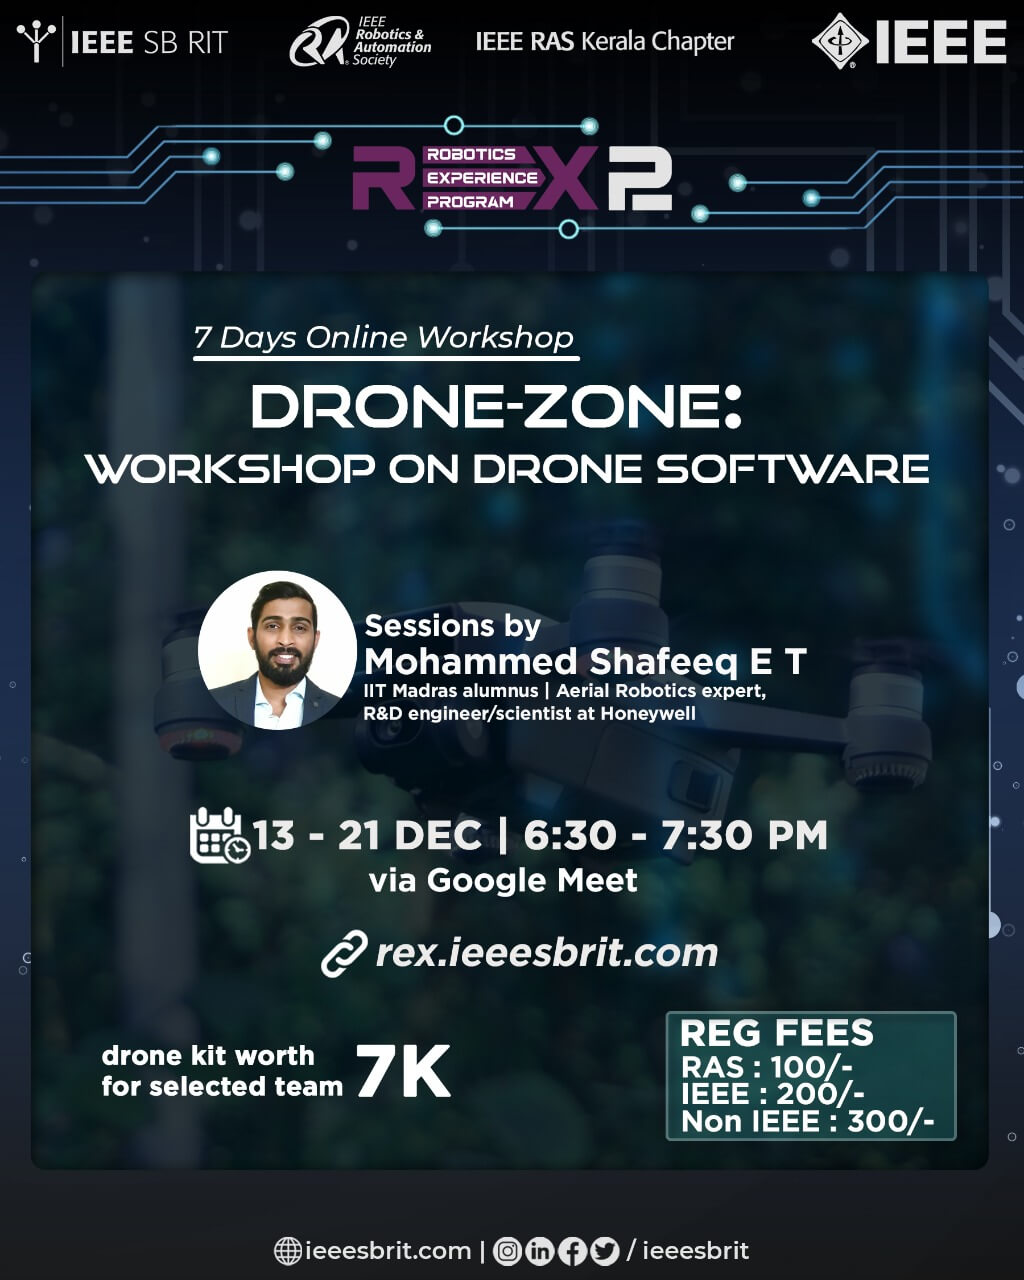 IEEE SB RIT
IEEE
Robotics &
Automation
Society
IEEE RAS Kerala Chapter
IEEE
REX P2
ROBOTICS
EXPERIENCE
PROGRAM
7 Days Online Workshop
DRONE-ZONE:
WORKSHOP ON DRONE SOFTWARE
Sessions by
Mohammed Shafeeq E T
IIT Madras alumnus | Aerial Robotics expert,
R&D engineer/scientist at Honeywell
13 - 21 DEC | 6:30 - 7:30 PM
via Google Meet
rex.ieeesbrit.com
drone kit worth
for selected team 7K
REG FEES
RAS : 100/-
IEEE : 200/-
Non IEEE : 300/-
ieeesbrit.com | / ieeesbrit